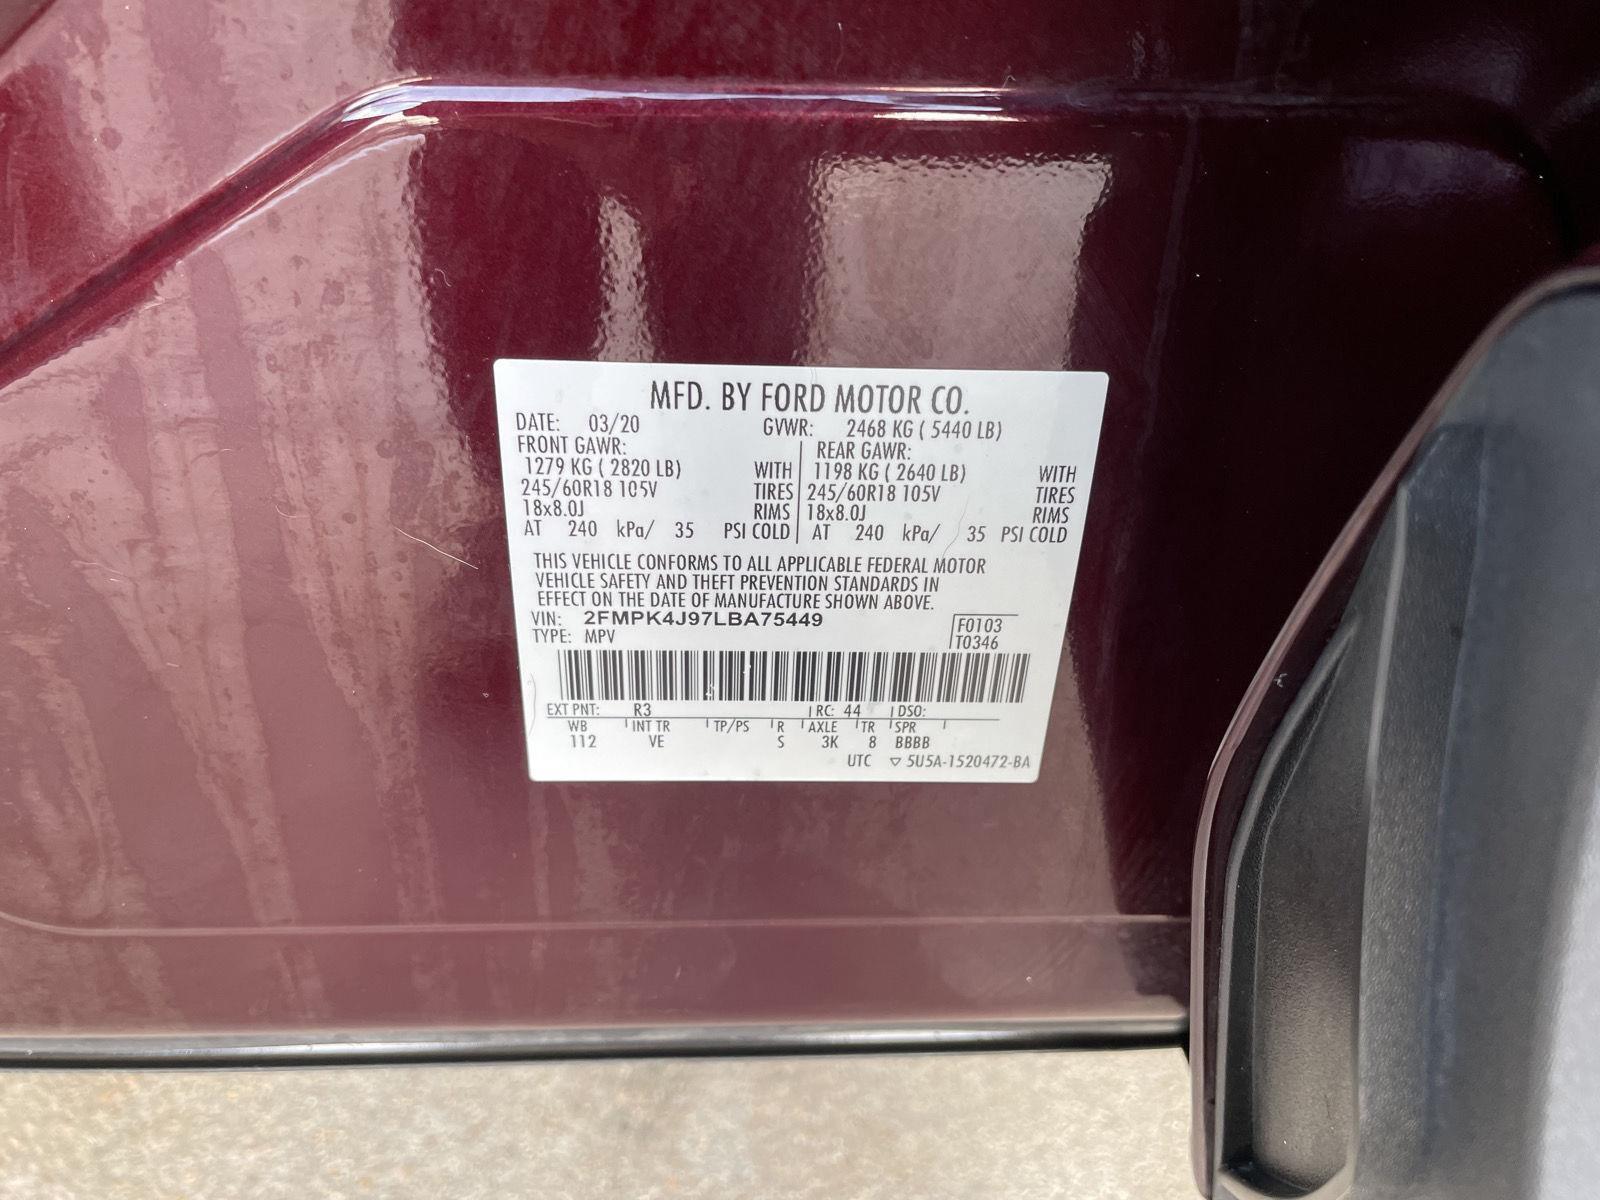 MFD. BY FORD MOTOR CO.
DATE: 03/20 GVWR: 2468 KG ( 5440 LB)
FRONT GAWR: REAR GAWR:
1279 KG ( 2820 LB) WITH 1198 KG ( 2640 LB) WITH
245/60R18 105V TIRES 245/60R18 105V TIRES
18x8.0J RIMS 18x8.0J RIMS
AT 240 kPa/ 35 PSI COLD AT 240 kPa/ 35 PSI COLD
THIS VEHICLE CONFORMS TO ALL APPLICABLE FEDERAL MOTOR
VEHICLE SAFETY AND THEFT PREVENTION STANDARDS IN
EFFECT ON THE DATE OF MANUFACTURE SHOWN ABOVE.
VIN: 2FMPK4J97LBA75449 F0103
TYPE: MPV T0346
EXT PNT: R3 RC: 44 DSO:
WB INT TR TP/PS R AXLE TR SPR
112 VE S 3K 8 BBBB
UTC ▽ 5U5A-1520472-BA